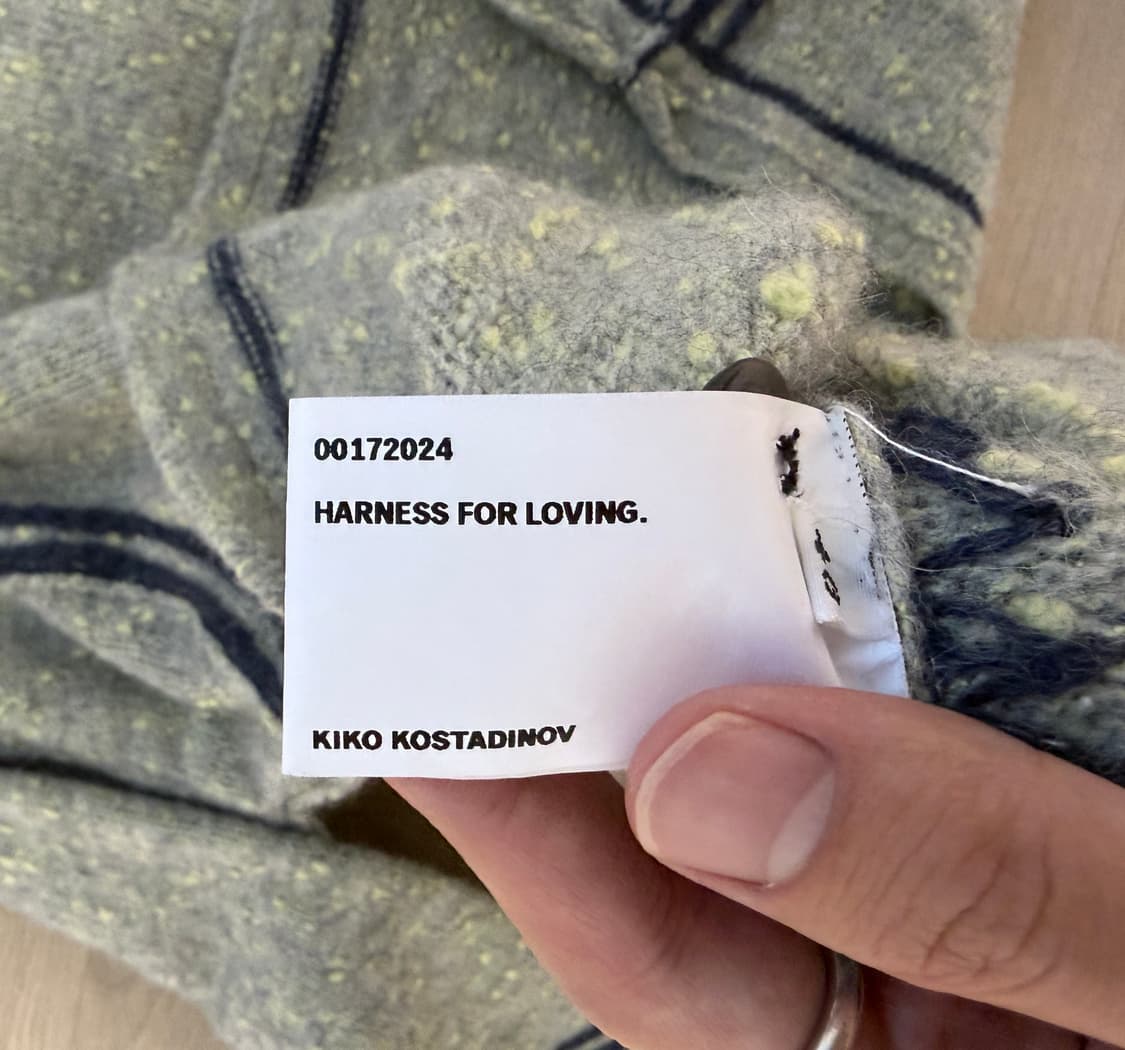 00172024
HARNESS FOR LOVING.
KIKO KOSTADINOV